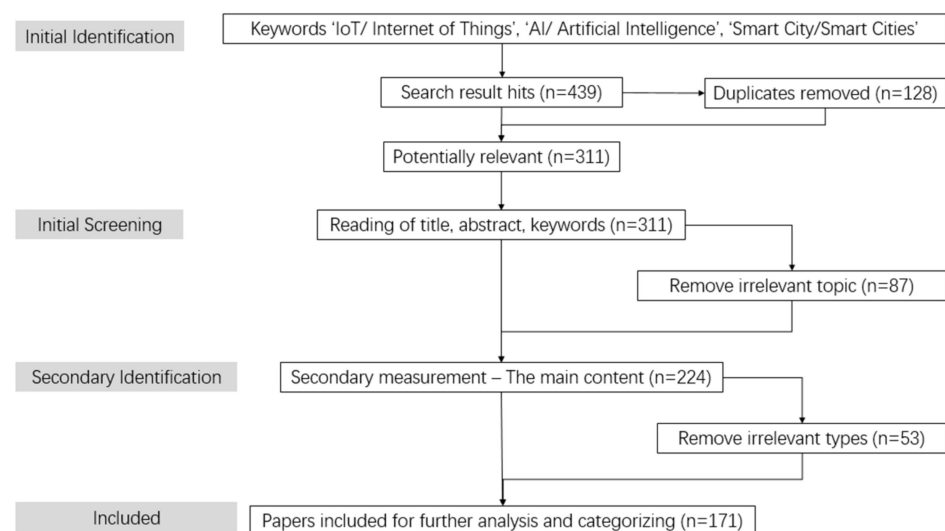 Initial Identification
Keywords ‘IoT/ Internet of Things’, ‘AI/ Artificial Intelligence’, ‘Smart City/Smart Cities’
Search result hits (n=439)
Duplicates removed (n=128)
Potentially relevant (n=311)
Initial Screening
Reading of title, abstract, keywords (n=311)
Remove irrelevant topic (n=87)
Secondary Identification
Secondary measurement – The main content (n=224)
Remove irrelevant types (n=53)
Included
Papers included for further analysis and categorizing (n=171)